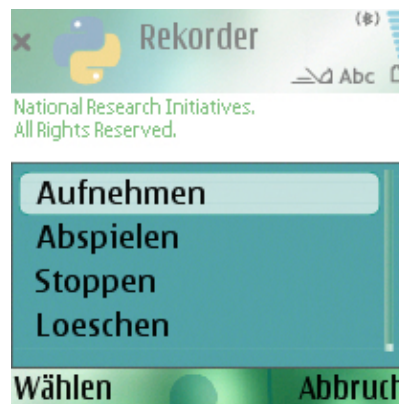 Rekorder
Abc
National Research Initiatives.
All Rights Reserved.
Aufnehmen
Abspielen
Stoppen
Loeschen
Wählen Abbruch